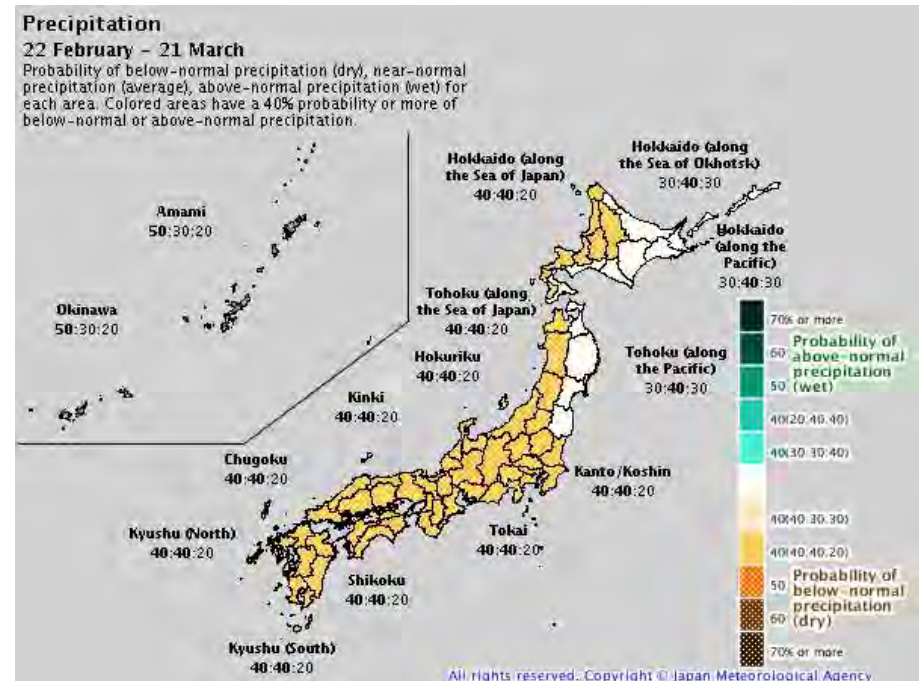 Precipitation
22 February – 21 March
Probability of below-normal precipitation (dry), near-normal
precipitation (average), above-normal precipitation (wet) for
each area. Colored areas have a 40% probability or more of
below-normal or above-normal precipitation.
Hokkaido (along
the Sea of Japan)
40:40:20
Hokkaido (along
the Sea of Okhotsk)
30:40:30
Amami
50:30:20
Hokkaido
(along the
Pacific)
30:40:30
Okinawa
50:30:20
Tohoku (along
the Sea of Japan)
40:40:20
Hokuriku
40:40:20
Tohoku (along
the Pacific)
30:40:30
Kinki
40:40:20
Chugoku
40:40:20
Kanto/Koshin
40:40:20
Kyushu (North)
40:40:20
Tokai
40:40:20
Shikoku
40:40:20
Kyushu (South)
40:40:20
70% or more
60
50
Probability of
above-normal
precipitation
(wet)
40(20:40:40)
40(30:30:40)
40(40:30:30)
40(40:40:20)
50
60
Probability of
below-normal
precipitation
(dry)
70% or more
All rights reserved. Copyright © Japan Meteorological Agency